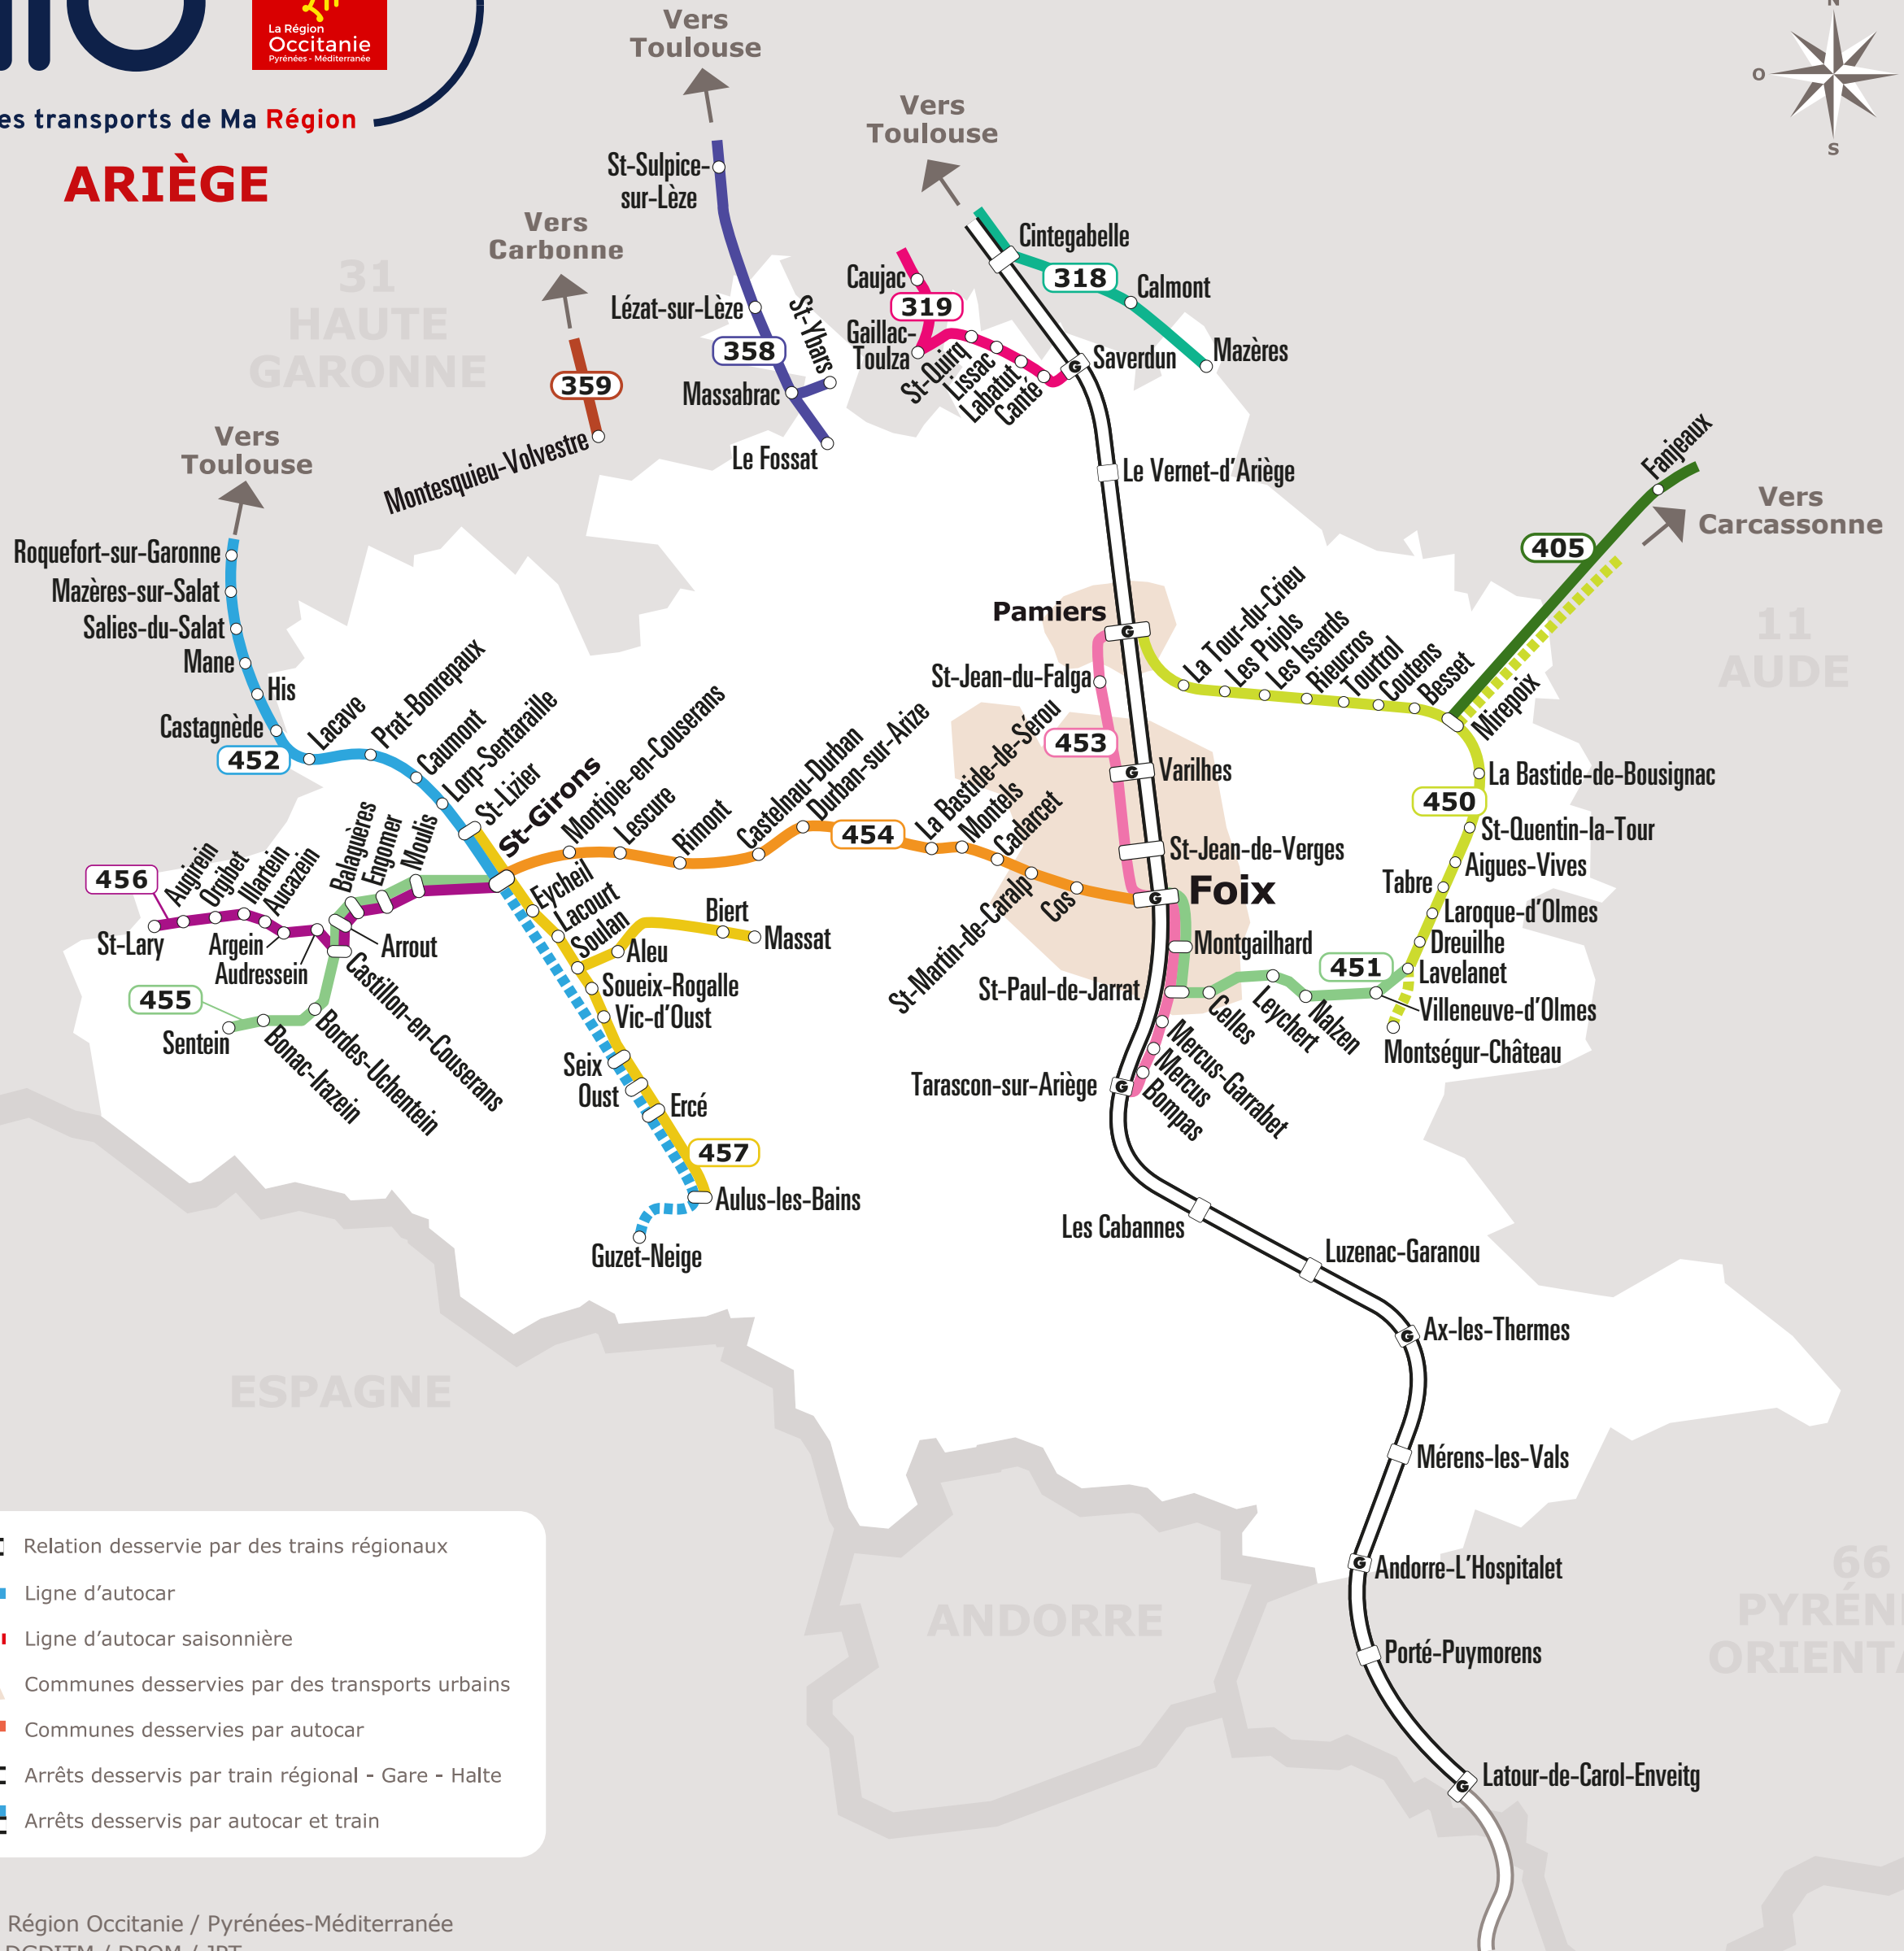 La Région
Occitanie
Pyrénées - Méditerranée
es transports de Ma Région
ARIÈGE
N
O
S
Vers
Toulouse
Vers
Toulouse
Vers
Carbonne
Vers
Toulouse
Vers
Carcassonne
31
HAUTE
GARONNE
11
AUDE
66
ESPAGNE
ANDORRE
St-Sulpice-
sur-Lèze
Lézat-sur-Lèze
358
St-Ybars
Massabrac
Le Fossat
359
Montesquieu-Volvestre
Caujac
319
Gaillac-
Toulza
St-Quirq
Lissac
Labatut
Canté
Cintegabelle
318
Calmont
Mazères
G
Saverdun
Le Vernet-d'Ariège
Fanjeaux
405
Roquefort-sur-Garonne
Mazères-sur-Salat
Salies-du-Salat
Mane
His
Castagnède
452
Lacave
Prat-Bonrepaux
Caumont
Lorp-Sentaraille
St-Lizier
St-Girons
Montjoie-en-Couserans
Lescure
Rimont
Castelnau-Durban
Durban-sur-Arize
454
La Bastide-de-Sérou
Montels
Cadarcet
St-Martin-de-Caralp
Cos
Pamiers
G
St-Jean-du-Falga
453
G
Varilhes
St-Jean-de-Verges
G
Foix
La Tour-du-Crieu
Les Pujols
Les Issards
Rieucros
Tourtrol
Coutens
Besset
Mirepoix
La Bastide-de-Bousignac
450
St-Quentin-la-Tour
Aigues-Vives
Tabre
Laroque-d'Olmes
Dreuilhe
Lavelanet
451
Villeneuve-d'Olmes
Montségur-Château
Montgailhard
St-Paul-de-Jarrat
Celles
Leychert
Nalzen
Mercus-Garrabet
Mercus
Bompas
Tarascon-sur-Ariège
G
456
Augirein
Orgibet
Illartein
Aucazein
St-Lary
Argein
Audressein
Balaguères
Engomer
Moulis
Arrout
455
Sentein
Bonac-Irazein
Bordes-Uchentein
Castillon-en-Couserans
Eycheil
Lacourt
Soulan
Aleu
Biert
Massat
Soueix-Rogalle
Vic-d'Oust
Seix
Oust
Ercé
457
Aulus-les-Bains
Guzet-Neige
Les Cabannes
Luzenac-Garanou
G
Ax-les-Thermes
Mérens-les-Vals
G
Andorre-L'Hospitalet
Porté-Puymorens
G
Latour-de-Carol-Enveitg
Relation desservie par des trains régionaux
Ligne d'autocar
Ligne d'autocar saisonnière
Communes desservies par des transports urbains
Communes desservies par autocar
Arrêts desservis par train régional - Gare - Halte
Arrêts desservis par autocar et train
Région Occitanie / Pyrénées-Méditerranée